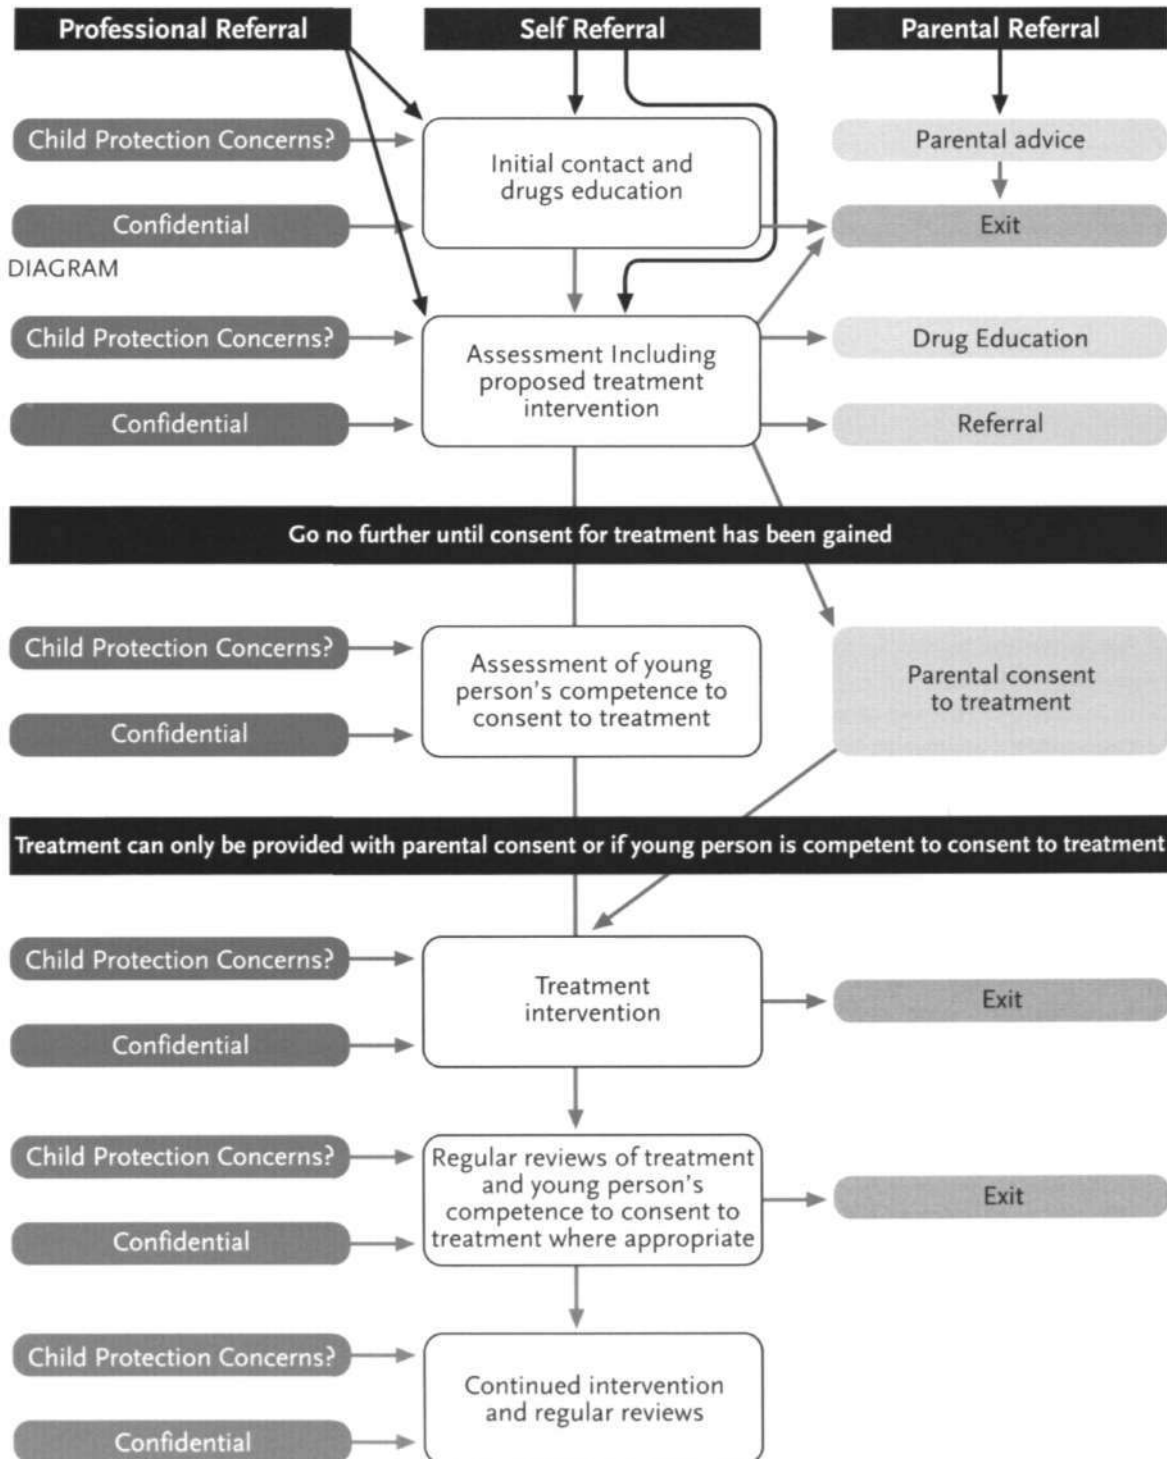 Professional Referral
Self Referral
Parental Referral
Child Protection Concerns?
Initial contact and
drugs education
Parental advice
Confidential
Exit
DIAGRAM
Child Protection Concerns?
Assessment Including
proposed treatment
intervention
Drug Education
Confidential
Referral
Go no further until consent for treatment has been gained
Child Protection Concerns?
Assessment of young
person's competence to
consent to treatment
Parental consent
to treatment
Confidential
Treatment can only be provided with parental consent or if young person is competent to consent to treatment
Child Protection Concerns?
Treatment
intervention
Exit
Confidential
Child Protection Concerns?
Regular reviews of treatment
and young person's
competence to consent to
treatment where appropriate
Exit
Confidential
Child Protection Concerns?
Continued intervention
and regular reviews
Confidential